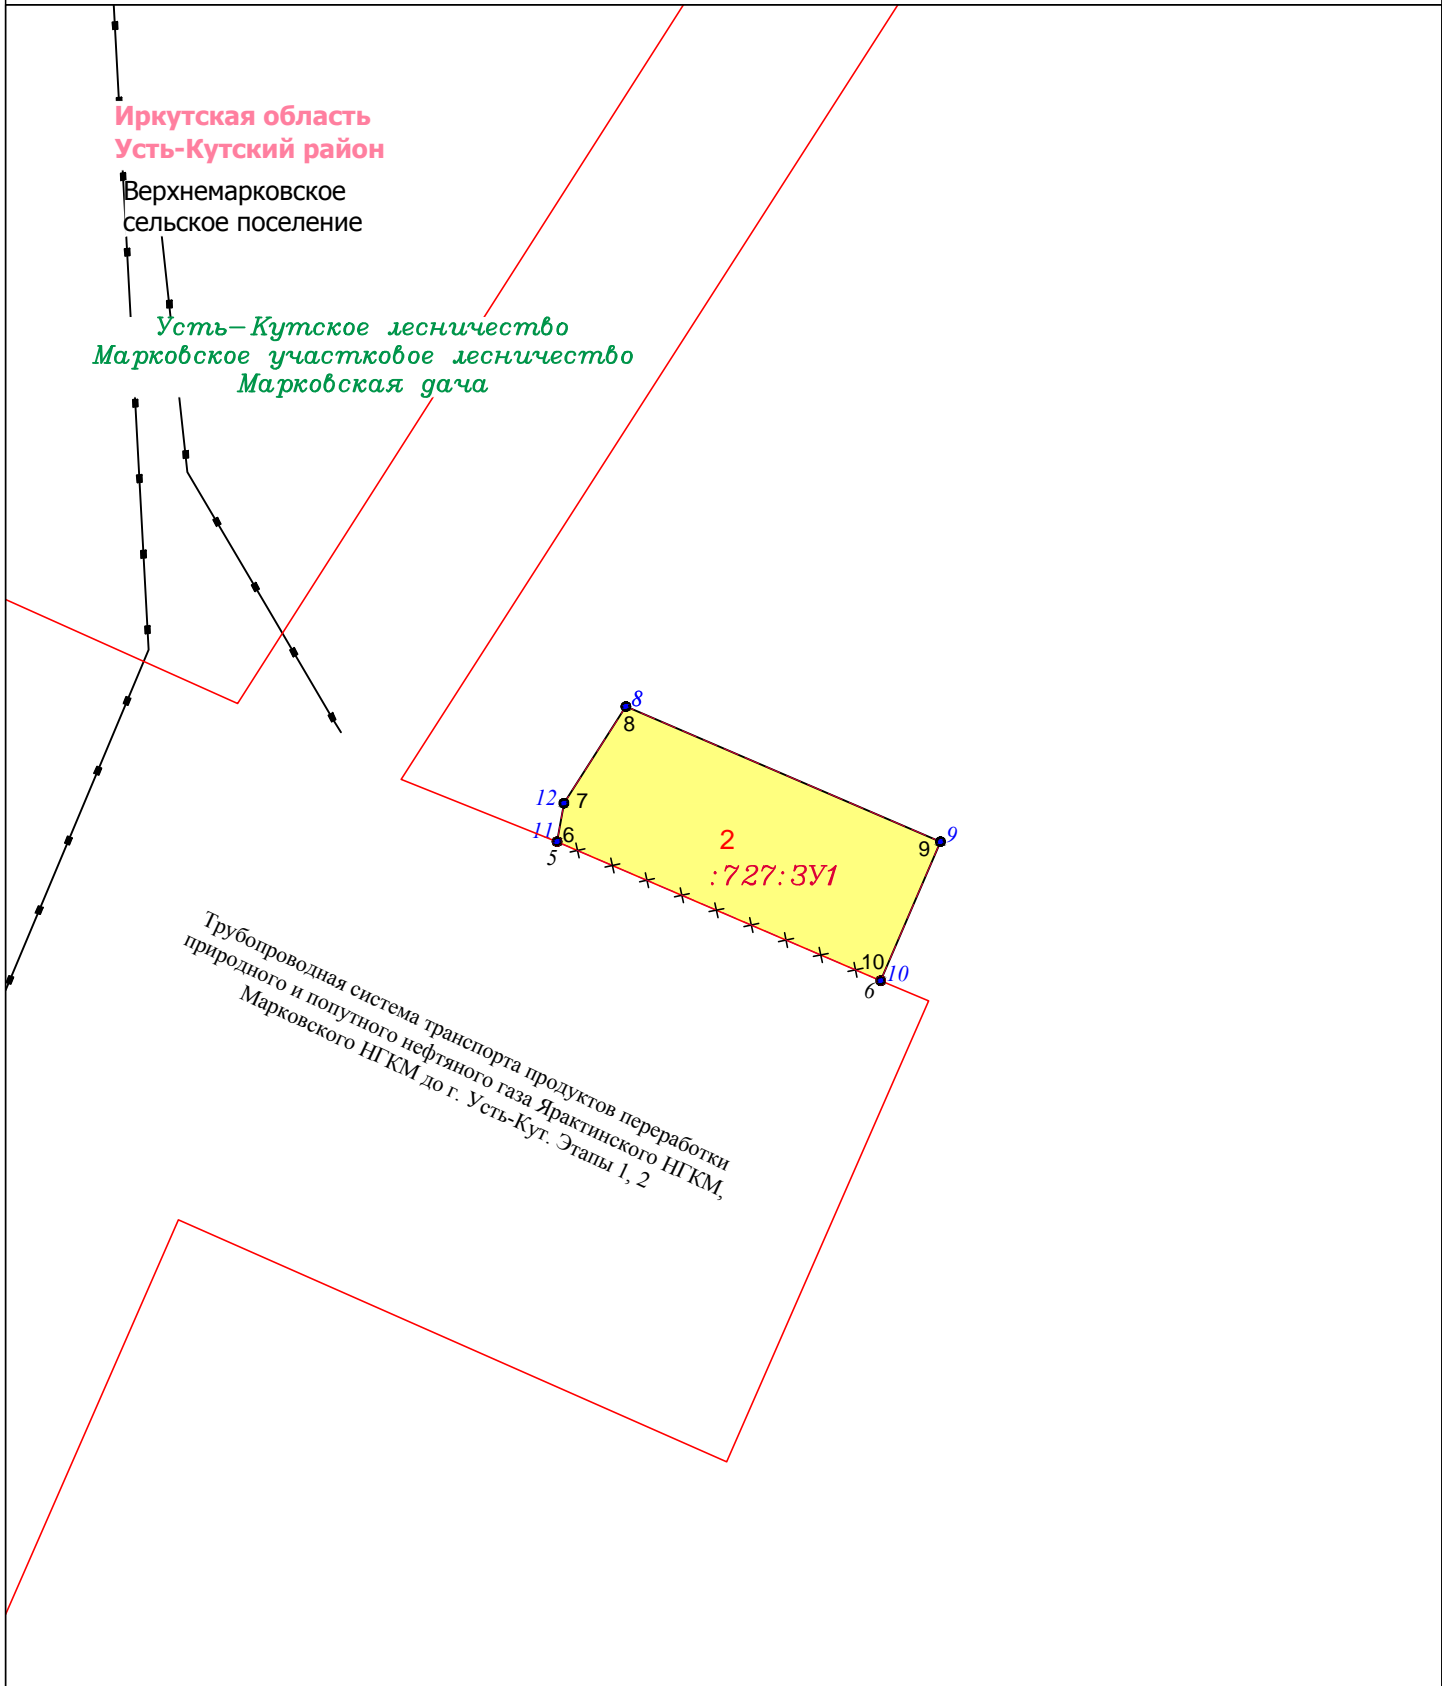 Иркутская область
Усть-Кутский район
Верхнемарковское
сельское поселение
Усть-Кутское лесничество
Марковское участковое лесничество
Марковская дача
8
8
12
7
11
6
5
2
:727:ЗУ1
9
9
10
10
6
Трубопроводная система транспорта продуктов переработки
природного и попутного нефтяного газа Ярактинского НГКМ,
Марковского НГКМ до г. Усть-Кут. Этапы 1, 2